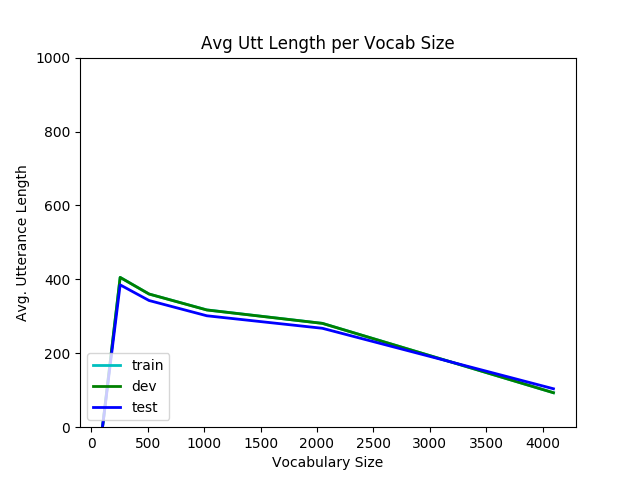 Avg Utt Length per Vocab Size
1000
800
600
400
200
0
Avg. Utterance Length
train
dev
test
0 500 1000 1500 2000 2500 3000 3500 4000
Vocabulary Size